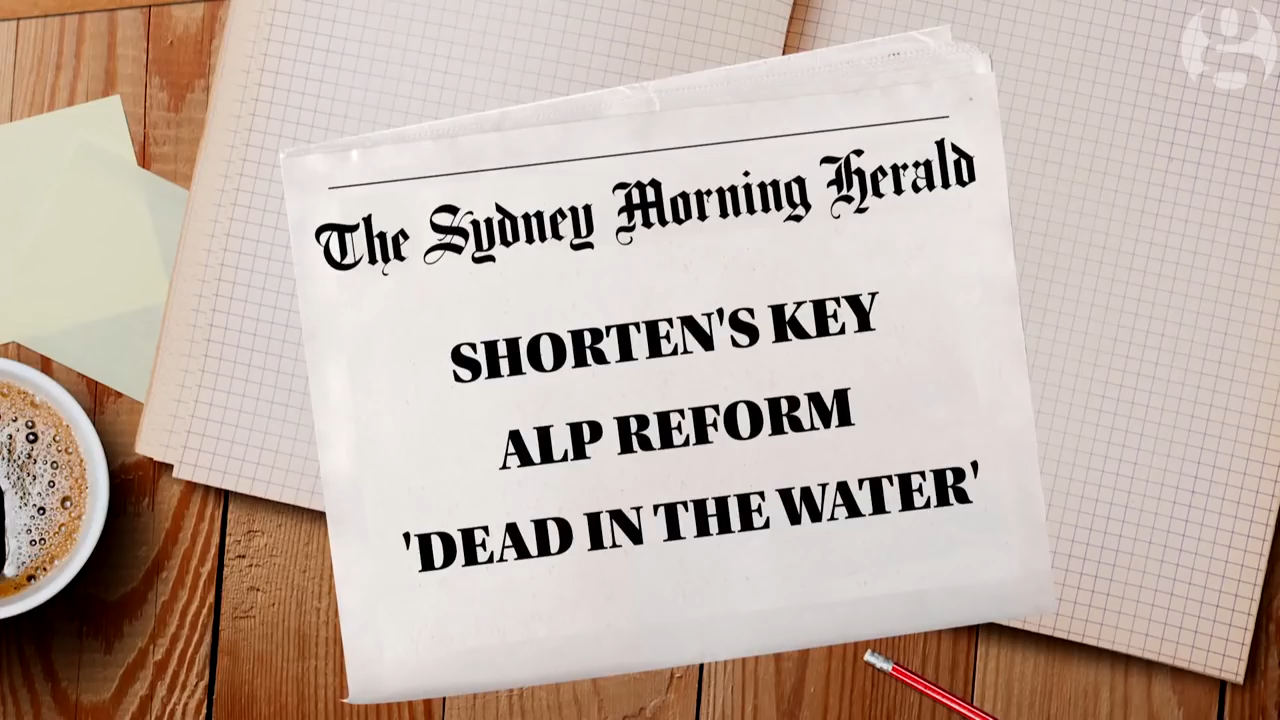 The Sydney Morning Herald
SHORTEN'S KEY
ALP REFORM
'DEAD IN THE WATER'